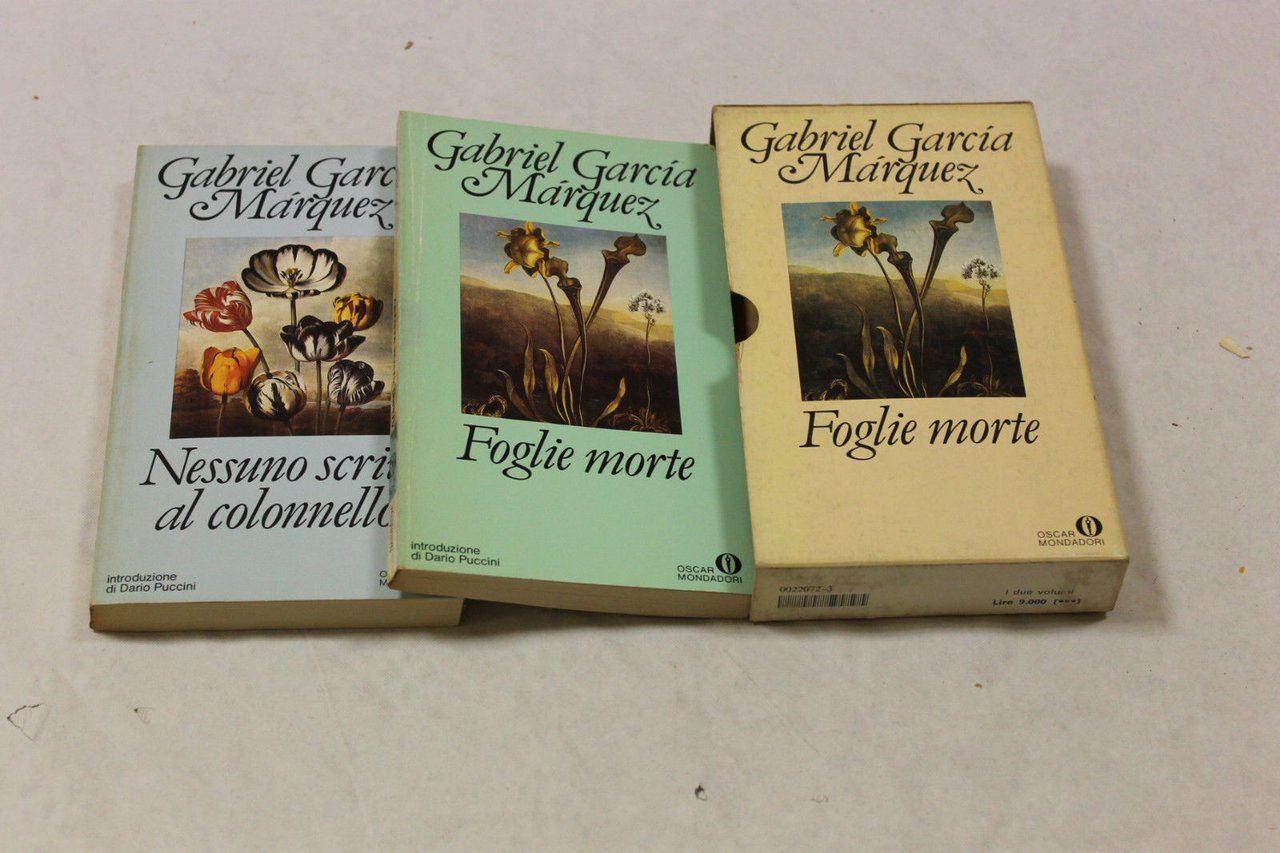 Gabriel Garc
Márquez
Nessuno scri
al colonnello
introduzione
di Dario Puccini
O
M
Gabriel García
Márquez
Foglie morte
introduzione
di Dario Puccini
OSCAR
MONDADORI
Gabriel García
Márquez
Foglie morte
OSCAR
MONDADORI
0022072-3
I due volumi
Lire 9.000 (***)